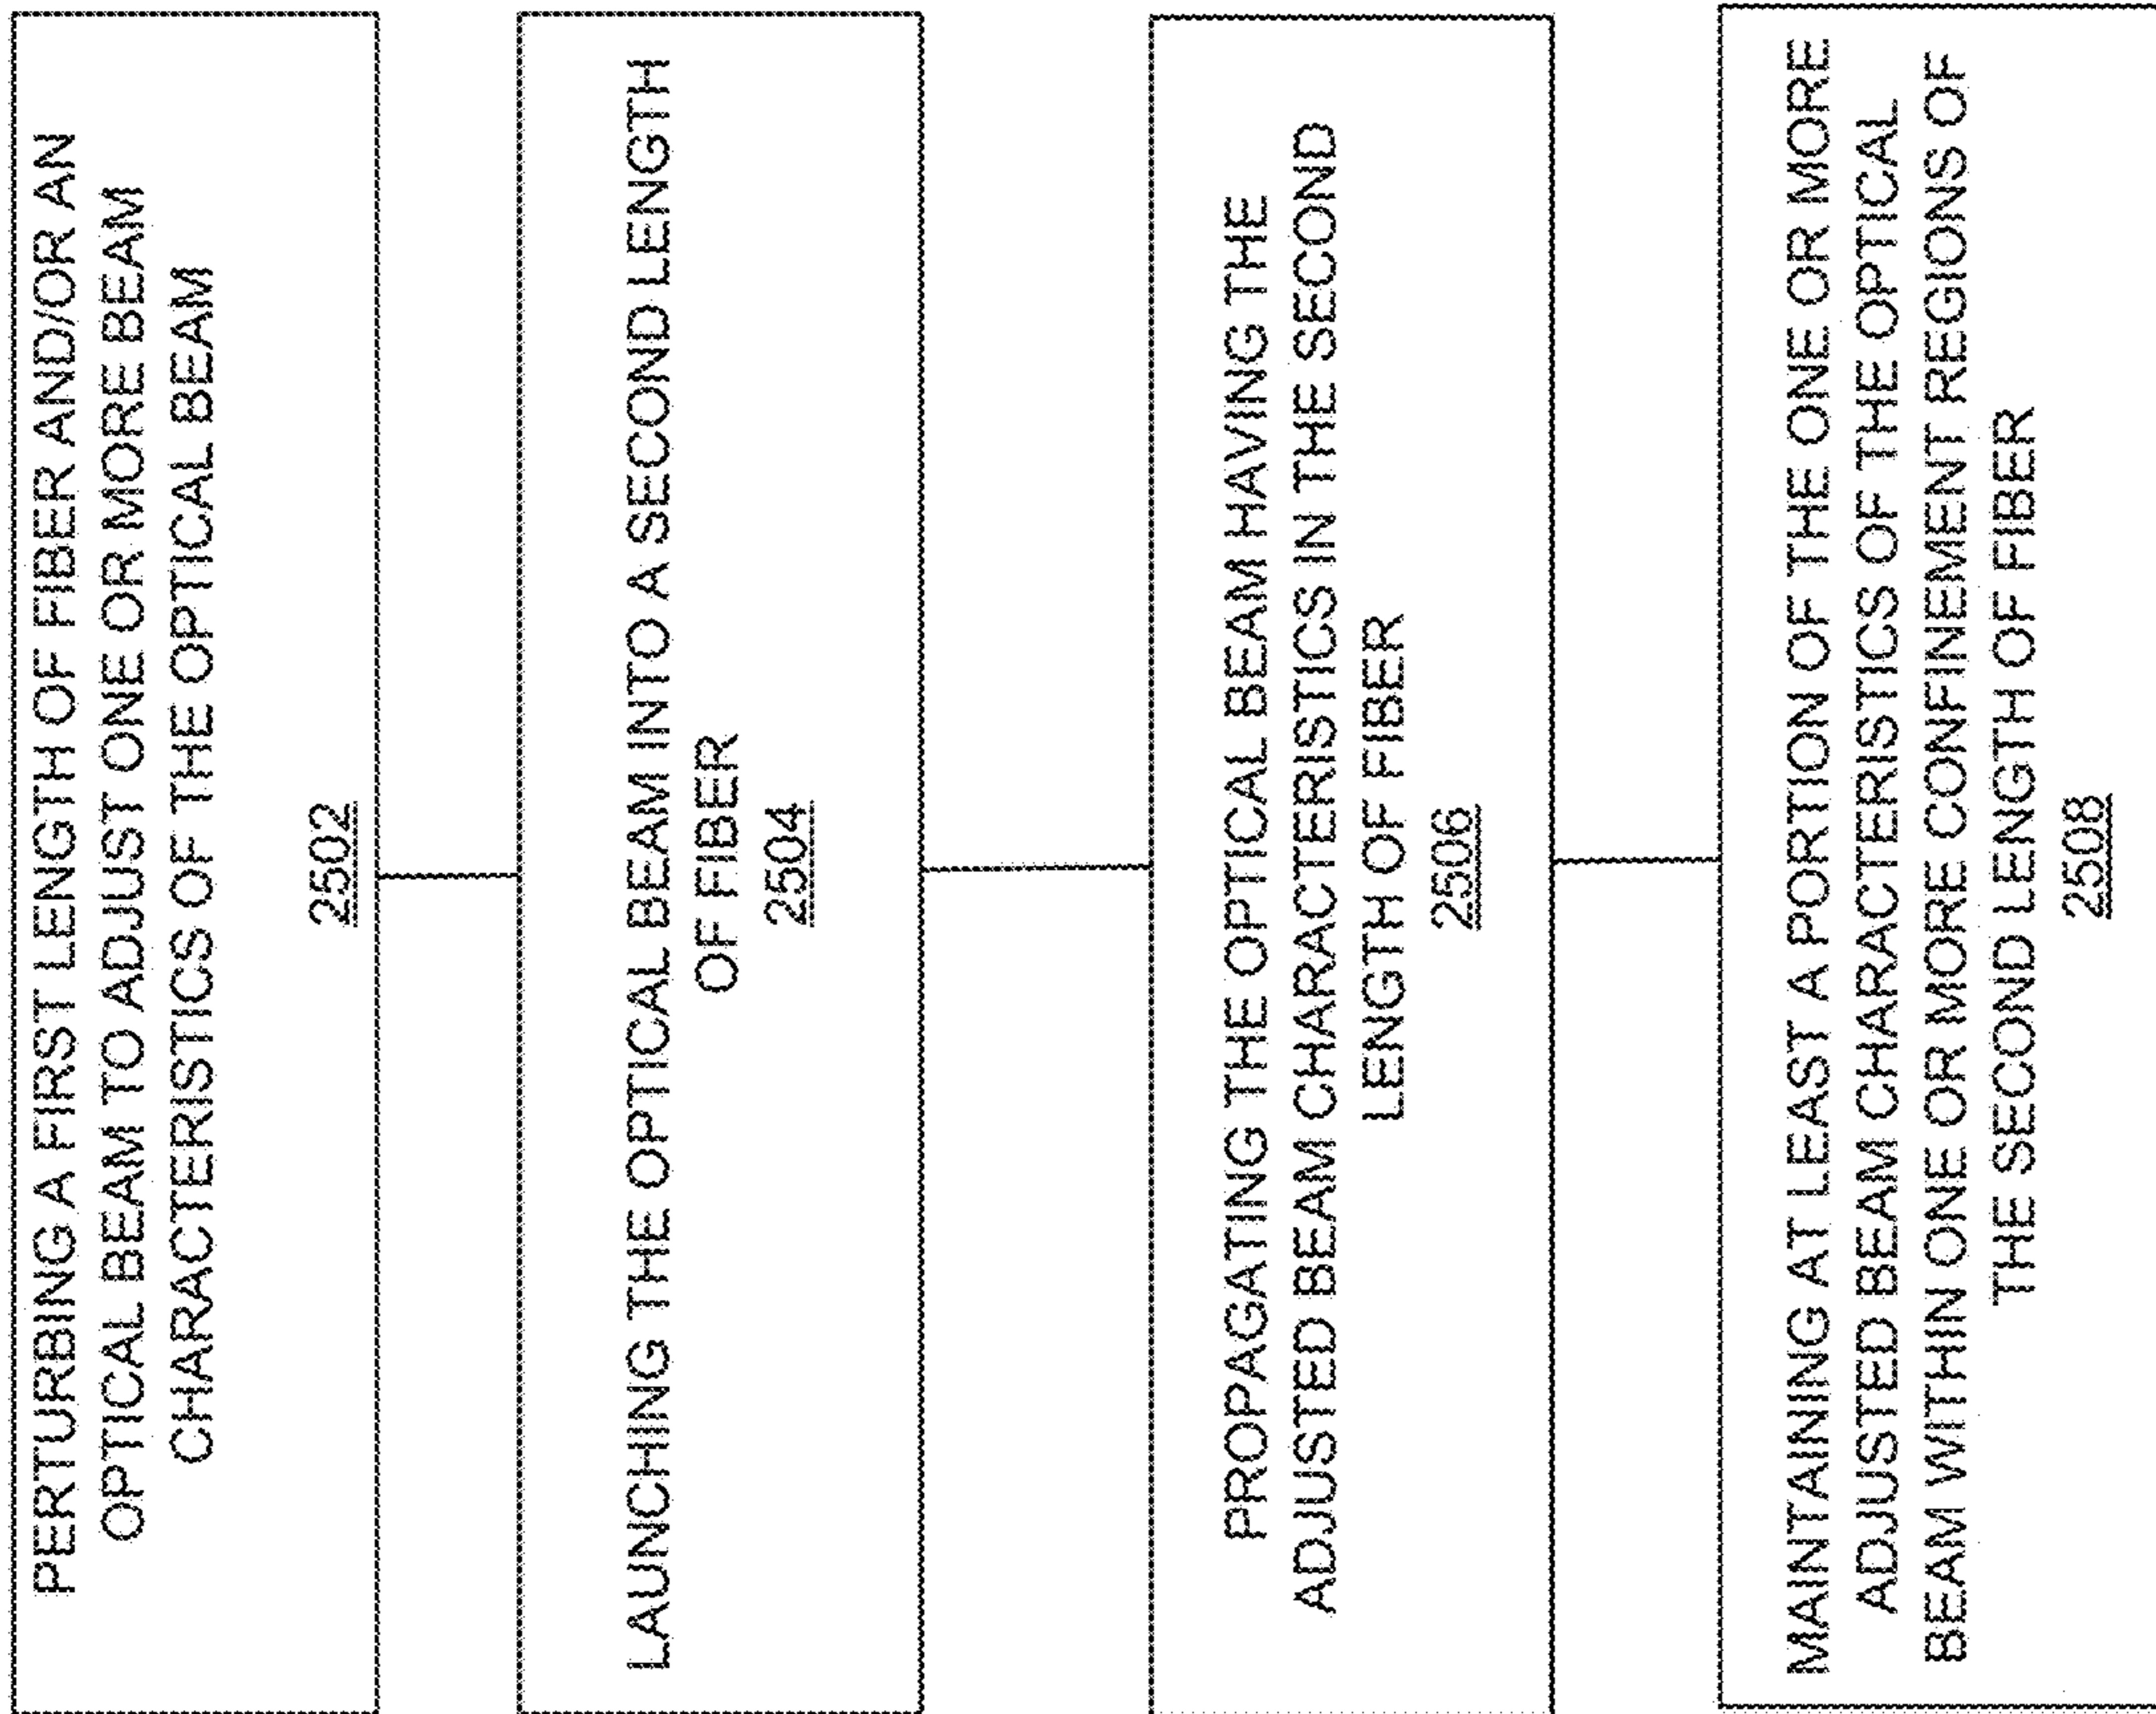 PERTURBING A FIRST LENGTH OF FIBER AND/OR AN
OPTICAL BEAM TO ADJUST ONE OR MORE BEAM
CHARACTERISTICS OF THE OPTICAL BEAM
2502
LAUNCHING THE OPTICAL BEAM INTO A SECOND LENGTH
OF FIBER
2504
PROPAGATING THE OPTICAL BEAM HAVING THE
ADJUSTED BEAM CHARACTERISTICS IN THE SECOND
LENGTH OF FIBER
2506
MAINTAINING AT LEAST A PORTION OF THE ONE OR MORE
ADJUSTED BEAM CHARACTERISTICS OF THE OPTICAL
BEAM WITHIN ONE OR MORE CONFINEMENT REGIONS OF
THE SECOND LENGTH OF FIBER
2508